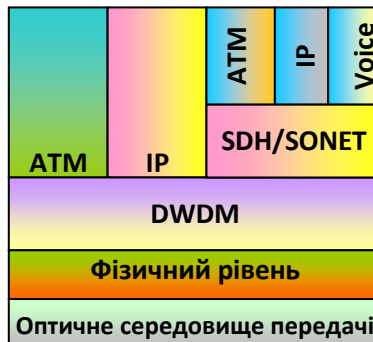 ATM
IP
Voice
SDH/SONET
ATM
IP
DWDM
Фізичний рівень
Оптичне середовище передачі